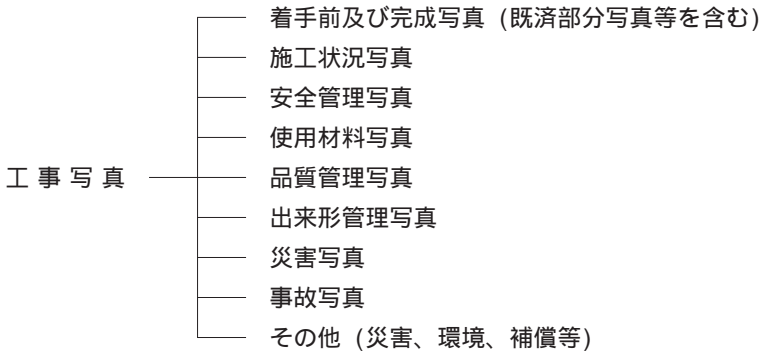 着手前及び完成写真 (既済部分写真等を含む)
施工状況写真
安全管理写真
使用材料写真
工事写真
品質管理写真
出来形管理写真
災害写真
事故写真
その他 (災害、環境、補償等)